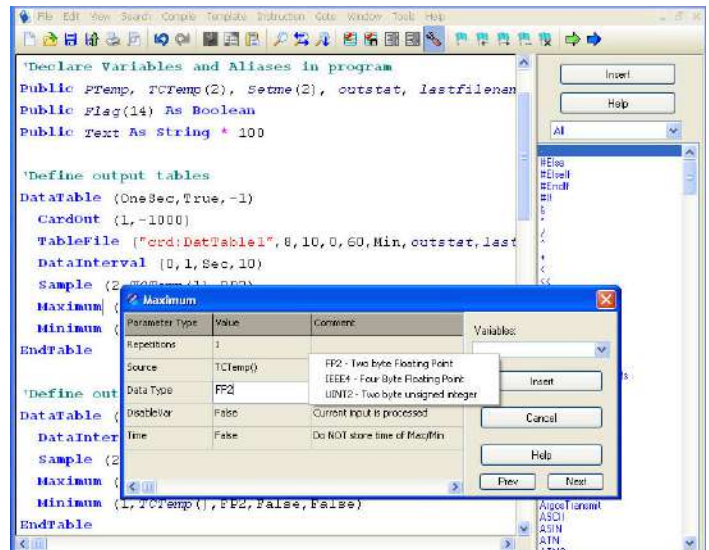 File Edit View Search Compile Template Instruction Goto Window Tools Help
'Declare Variables and Aliases in program
Public PTemp, TCTemp(2), Setme(2), outstat, lastfilenam
Public Flag(14) As Boolean
Public Text As String * 100
'Define output tables
DataTable (OneSec,True,-1)
CardOut (1,-1000)
TableFile ("crd:DatTable1",8,10,0,60,Min,outstat,last
DataInterval (0,1,Sec,10)
Sample (2,TCTemp(1),FP2)
Maximum (
Minimum (
EndTable
'Define out
DataTable (
DataInter
Sample (2
Maximum (
Minimum (1,TCTemp(),FP2,False,False)
EndTable
Insert
Help
All
#Else
#ElseIf
#EndIf
#If
&
*
/
^
+
<
<<
Maximum
Parameter Type Value Comment
Repetitions 1
Source TCTemp()
Data Type FP2
DisableVar False Current input is processed
Time False Do NOT store time of Max/Min
FP2 - Two byte Floating Point
IEEE4 - Four Byte Floating Point
UINT2 - Two byte unsigned integer
Variables:
Insert
Cancel
Help
Prev Next
ArgosTransmit
ASCII
ASIN
ATN